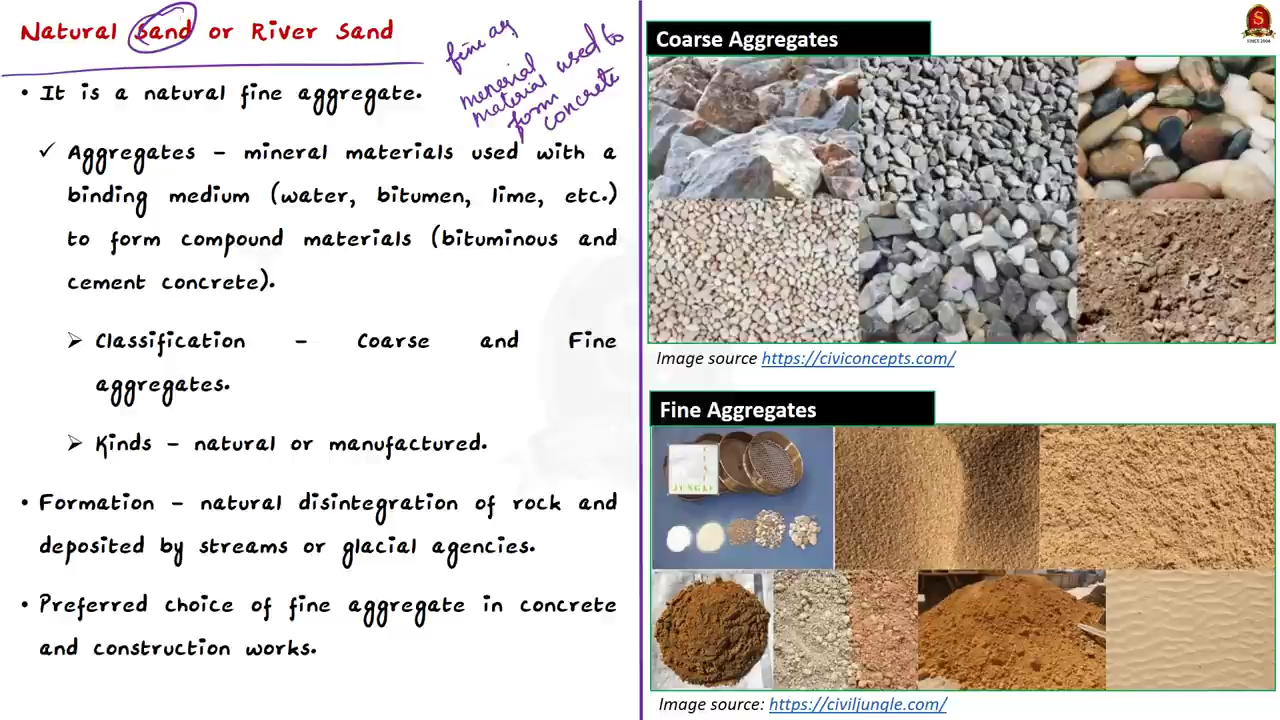 Natural Sand or River Sand
fine ag
menerial
material used to
form
concrete
• It is a natural fine aggregate.
✓ Aggregates – mineral materials used with a
binding medium (water, bitumen, lime, etc.)
to form compound materials (bituminous and
cement concrete).
➢ Classification – Coarse and Fine
aggregates.
➢ Kinds – natural or manufactured.
• Formation – natural disintegration of rock and
deposited by streams or glacial agencies.
• Preferred choice of fine aggregate in concrete
and construction works.
Coarse Aggregates
Image source https://civiconcepts.com/
Fine Aggregates
JUNGLE
Image source: https://civiljungle.com/
S
SINCE 2004